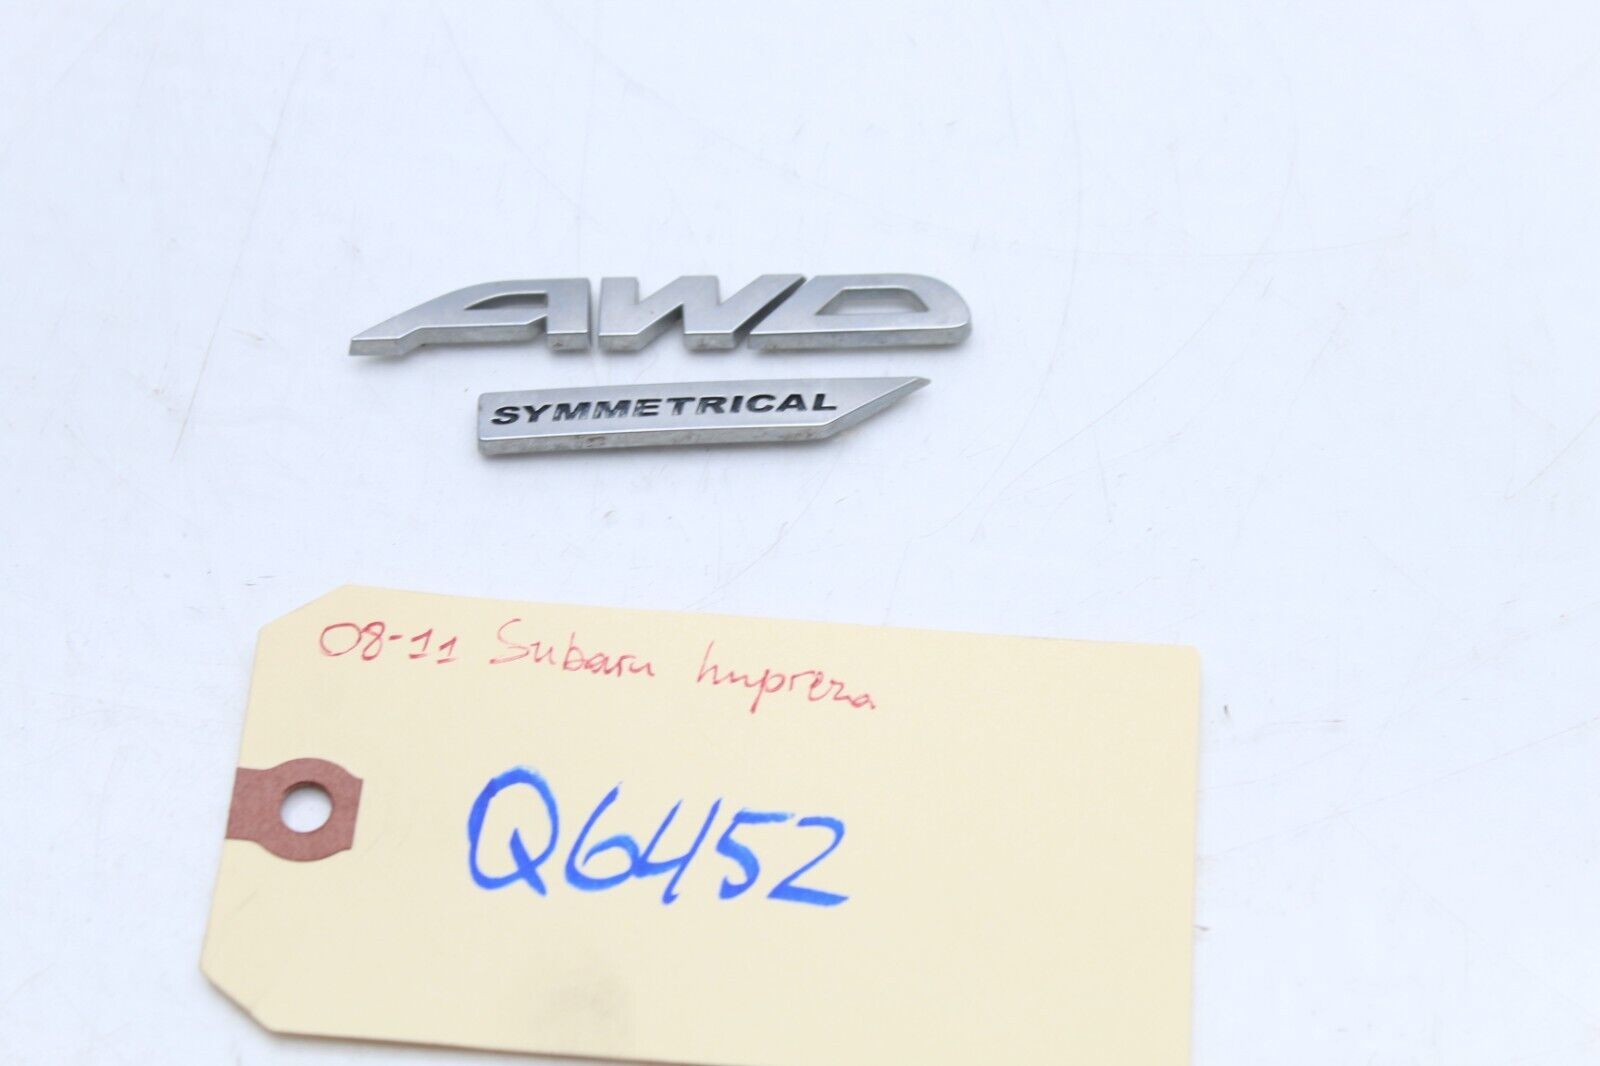 AWD
SYMMETRICAL
08-11 Subaru Impreza
Q6452